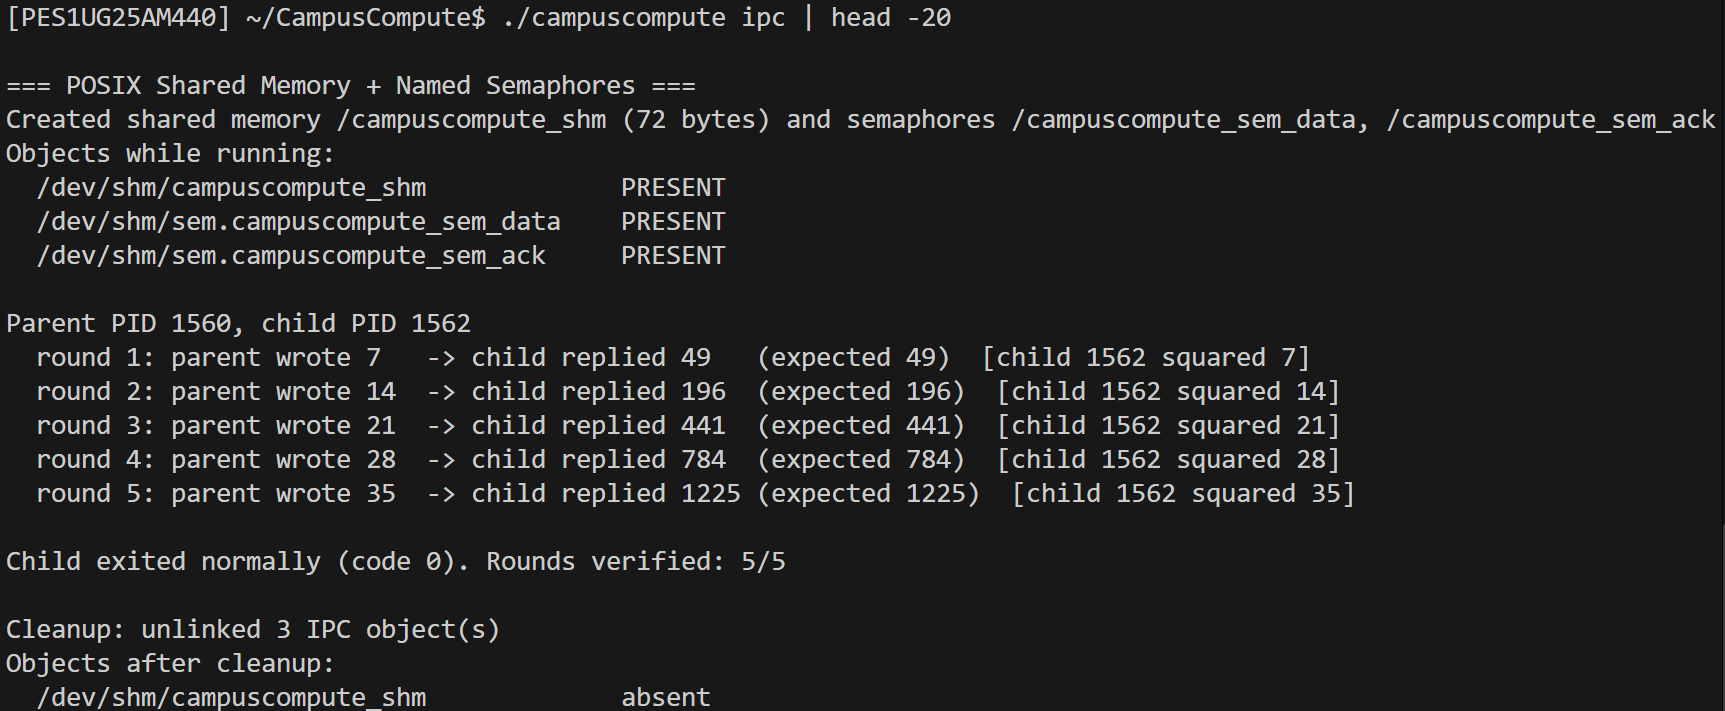 [PES1UG25AM440] ~/CampusCompute$ ./campuscompute ipc | head -20

=== POSIX Shared Memory + Named Semaphores ===
Created shared memory /campuscompute_shm (72 bytes) and semaphores /campuscompute_sem_data, /campuscompute_sem_ack
Objects while running:
  /dev/shm/campuscompute_shm             PRESENT
  /dev/shm/sem.campuscompute_sem_data    PRESENT
  /dev/shm/sem.campuscompute_sem_ack     PRESENT

Parent PID 1560, child PID 1562
  round 1: parent wrote 7   -> child replied 49   (expected 49)  [child 1562 squared 7]
  round 2: parent wrote 14  -> child replied 196  (expected 196)  [child 1562 squared 14]
  round 3: parent wrote 21  -> child replied 441  (expected 441)  [child 1562 squared 21]
  round 4: parent wrote 28  -> child replied 784  (expected 784)  [child 1562 squared 28]
  round 5: parent wrote 35  -> child replied 1225 (expected 1225)  [child 1562 squared 35]

Child exited normally (code 0). Rounds verified: 5/5

Cleanup: unlinked 3 IPC object(s)
Objects after cleanup:
  /dev/shm/campuscompute_shm             absent